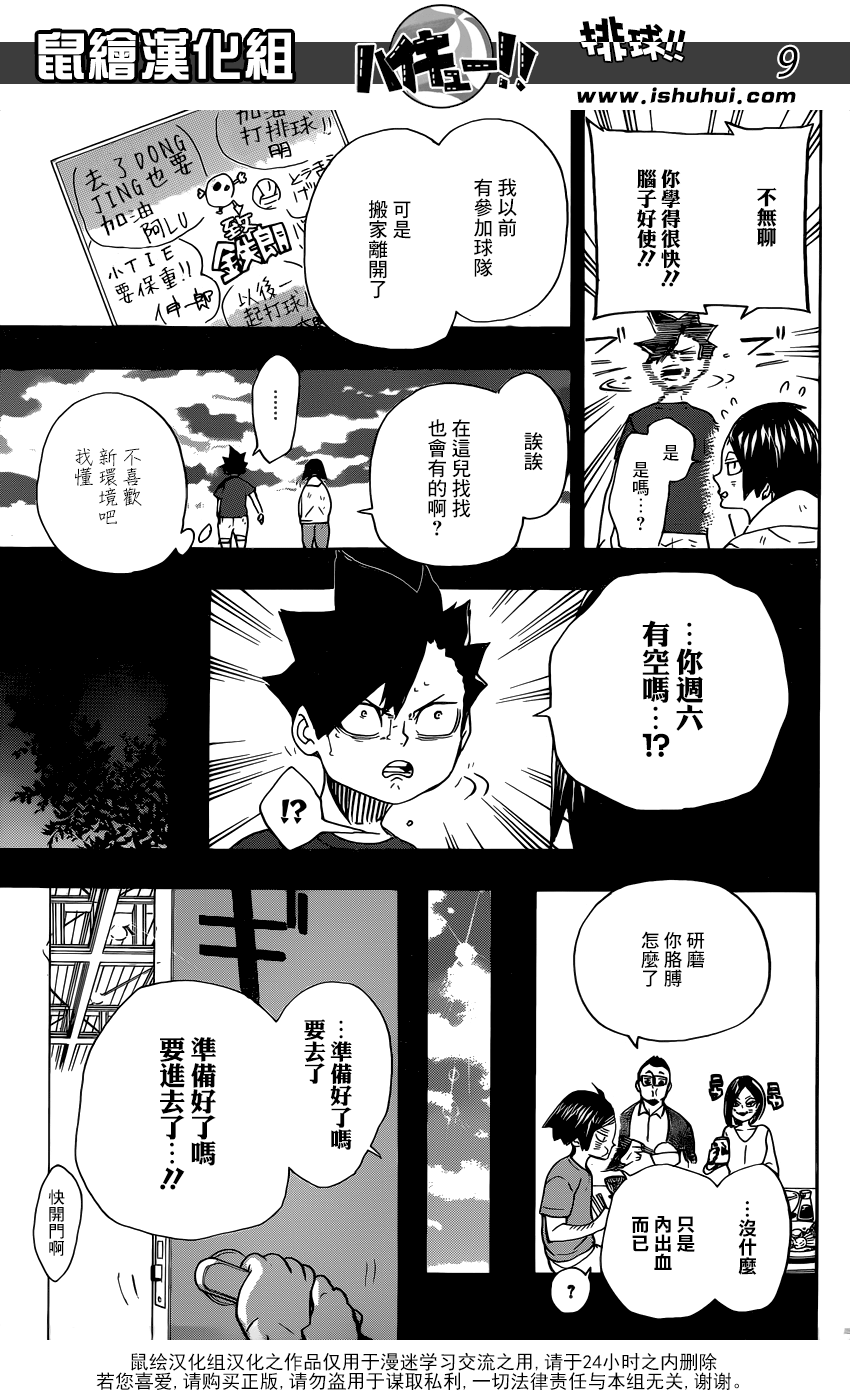 鼠繪漢化組
ハイキュー!!
排球!!
9
www.ishuhui.com
不無聊
你學得很快!!
腦子好使!!
是
是嗎…?
我以前
有參加球隊
可是
搬家離開了
加油
打排球!!
明
去了DONG
JING也要
加油
阿LU
致
鉄朗
小TIE
要保重!!
伸一郎
以後一
起打球
誒誒
在這兒找找
也會有的啊?
……
不喜歡
新環境吧
我懂
…你週六
有空嗎…!?
!?
研磨
你胳膊
怎麼了
…沒什麼
只是
內出血
而已
?
…準備好了嗎
要去了
準備好了嗎
要進去了…!!
快開門啊
鼠绘汉化组汉化之作品仅用于漫迷学习交流之用,请于24小时之内删除
若您喜爱,请购买正版,请勿盗用于谋取私利,一切法律责任与本组无关,谢谢。